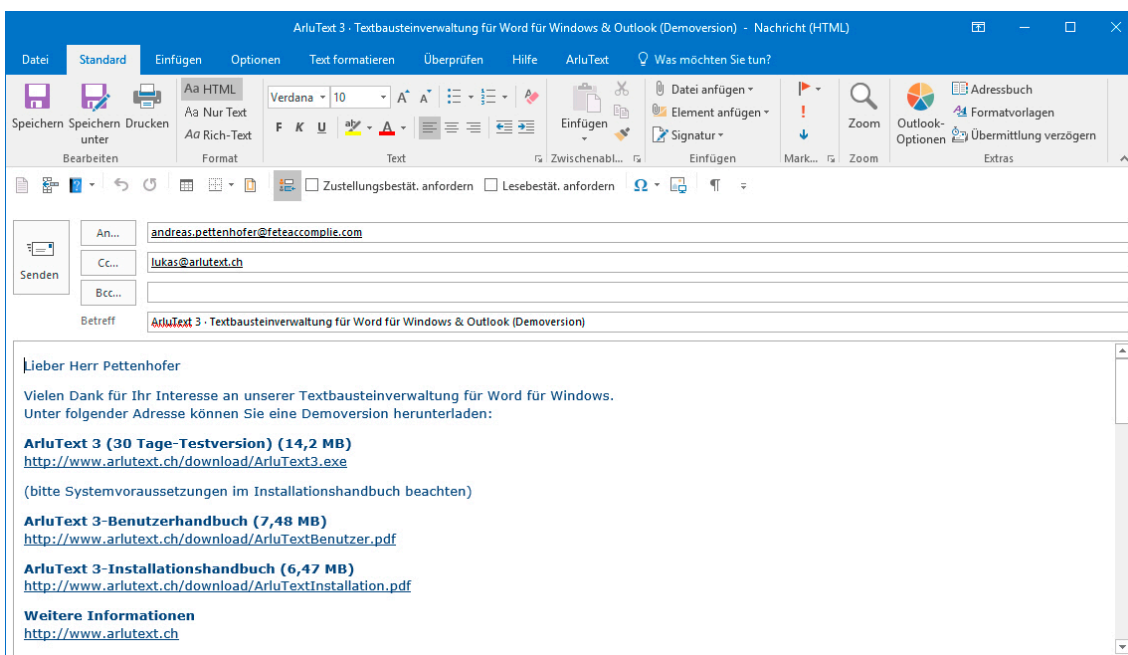 ArluText 3 · Textbausteinverwaltung für Word für Windows & Outlook (Demoversion) - Nachricht (HTML)
Datei Standard Einfügen Optionen Text formatieren Überprüfen Hilfe ArluText Was möchten Sie tun?
Speichern Speichern unter Drucken
Bearbeiten
Aa HTML
Aa Nur Text
Aa Rich-Text
Format
Verdana 10
F K U
Text
Einfügen
Zwischenabl...
Datei anfügen
Element anfügen
Signatur
Einfügen
Mark...
Zoom
Zoom
Outlook-Optionen
Adressbuch
Formatvorlagen
Übermittlung verzögern
Extras
Zustellungsbestät. anfordern Lesebestät. anfordern
Senden
An... andreas.pettenhofer@feteaccomplie.com
Cc... lukas@arlutext.ch
Bcc...
Betreff ArluText 3 · Textbausteinverwaltung für Word für Windows & Outlook (Demoversion)
Lieber Herr Pettenhofer
Vielen Dank für Ihr Interesse an unserer Textbausteinverwaltung für Word für Windows.
Unter folgender Adresse können Sie eine Demoversion herunterladen:
ArluText 3 (30 Tage-Testversion) (14,2 MB)
http://www.arlutext.ch/download/ArluText3.exe
(bitte Systemvoraussetzungen im Installationshandbuch beachten)
ArluText 3-Benutzerhandbuch (7,48 MB)
http://www.arlutext.ch/download/ArluTextBenutzer.pdf
ArluText 3-Installationshandbuch (6,47 MB)
http://www.arlutext.ch/download/ArluTextInstallation.pdf
Weitere Informationen
http://www.arlutext.ch